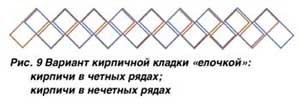 Рис. 9 Вариант кирпичной кладки «елочкой»:
кирпичи в четных рядах;
кирпичи в нечетных рядах